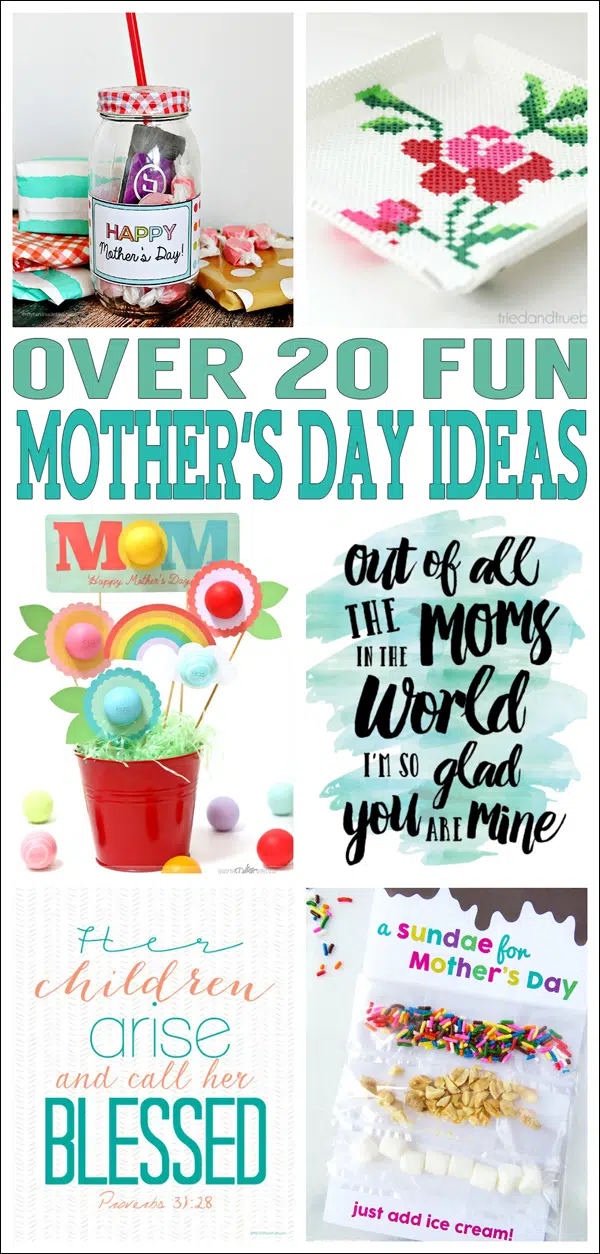 HAPPY
Mother's Day!
triedandtrueb
OVER 20 FUN
MOTHER'S DAY IDEAS
MOM
Happy Mother's Day!
eos
out of all
THE MOMS
IN THE
World
I'M SO glad
you ARE mine
Her
children
arise
and call her
BLESSED
Proverbs 31:28
a sundae for
Mother's Day
just add ice cream!